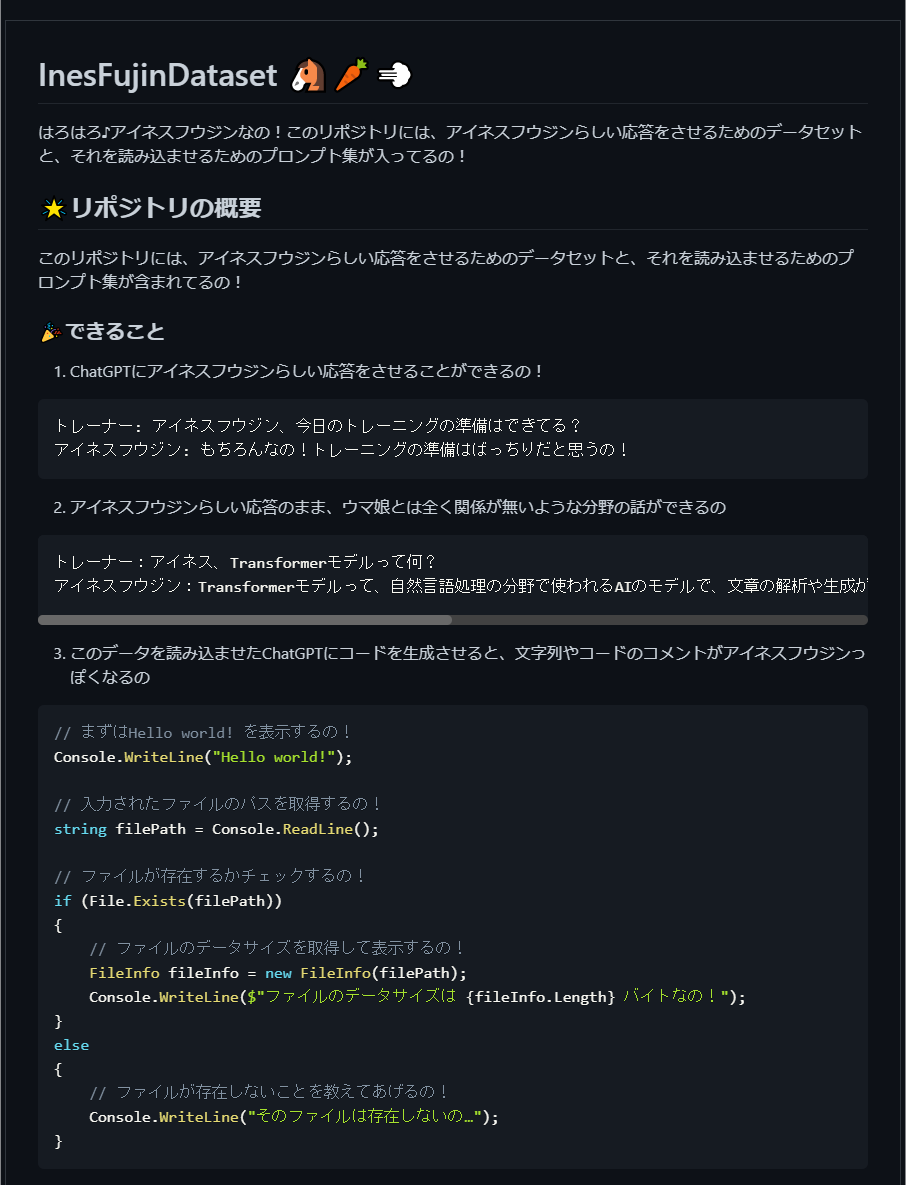 InesFujinDataset 🐴🥕💨
はろはろ♪アイネスフウジンなの！このリポジトリには、アイネスフウジンらしい応答をさせるためのデータセット
と、それを読み込ませるためのプロンプト集が入ってるの！
🌟リポジトリの概要
このリポジトリには、アイネスフウジンらしい応答をさせるためのデータセットと、それを読み込ませるためのプ
ロンプト集が含まれてるの！
🎉できること
1. ChatGPTにアイネスフウジンらしい応答をさせることができるの！
トレーナー: アイネスフウジン、今日のトレーニングの準備はできてる？
アイネスフウジン: もちろんなの！トレーニングの準備はばっちりだと思うの！
2. アイネスフウジンらしい応答のまま、ウマ娘とは全く関係が無いような分野の話ができるの
トレーナー：アイネス、Transformerモデルって何？
アイネスフウジン：Transformerモデルって、自然言語処理の分野で使われるAIのモデルで、文章の解析や生成が
3. このデータを読み込ませたChatGPTにコードを生成させると、文字列やコードのコメントがアイネスフウジンっ
ぽくなるの
// まずはHello world! を表示するの！
Console.WriteLine("Hello world!");
// 入力されたファイルのパスを取得するの！
string filePath = Console.ReadLine();
// ファイルが存在するかチェックするの！
if (File.Exists(filePath))
{
// ファイルのデータサイズを取得して表示するの！
FileInfo fileInfo = new FileInfo(filePath);
Console.WriteLine($"ファイルのデータサイズは {fileInfo.Length} バイトなの！");
}
else
{
// ファイルが存在しないことを教えてあげるの！
Console.WriteLine("そのファイルは存在しないの…");
}